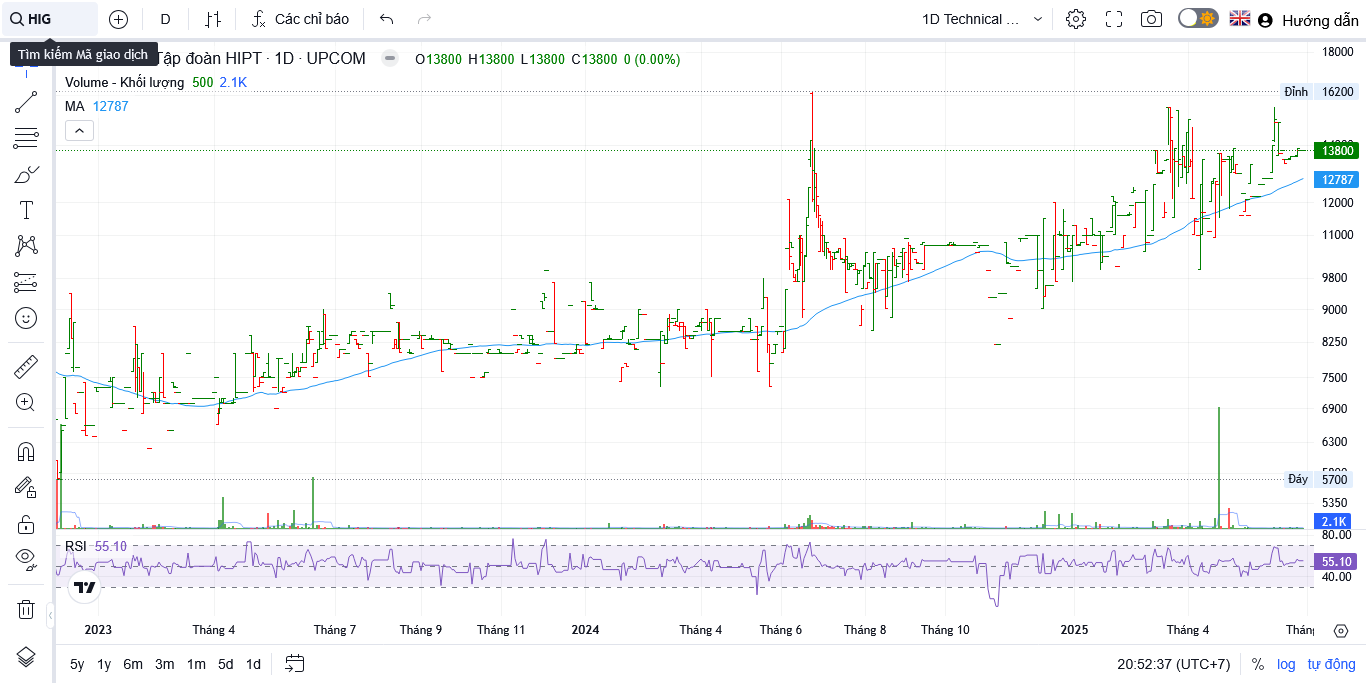 HIG
D
Các chỉ báo
1D Technical ...
Hướng dẫn
Tìm kiếm Mã giao dịch
Tập đoàn HIPT · 1D · UPCOM
O13800 H13800 L13800 C13800 0 (0.00%)
Volume - Khối lượng 500 2.1K
MA 12787
18000
Đỉnh 16200
13800
12787
12000
11000
9800
9000
8250
7500
6900
6300
Đáy 5700
5350
2.1K
80.00
RSI 55.10
55.10
40.00
2023 Tháng 4 Tháng 7 Tháng 9 Tháng 11 2024 Tháng 4 Tháng 6 Tháng 8 Tháng 10 2025 Tháng 4 Tháng
5y 1y 6m 3m 1m 5d 1d
20:52:37 (UTC+7) % log tự động